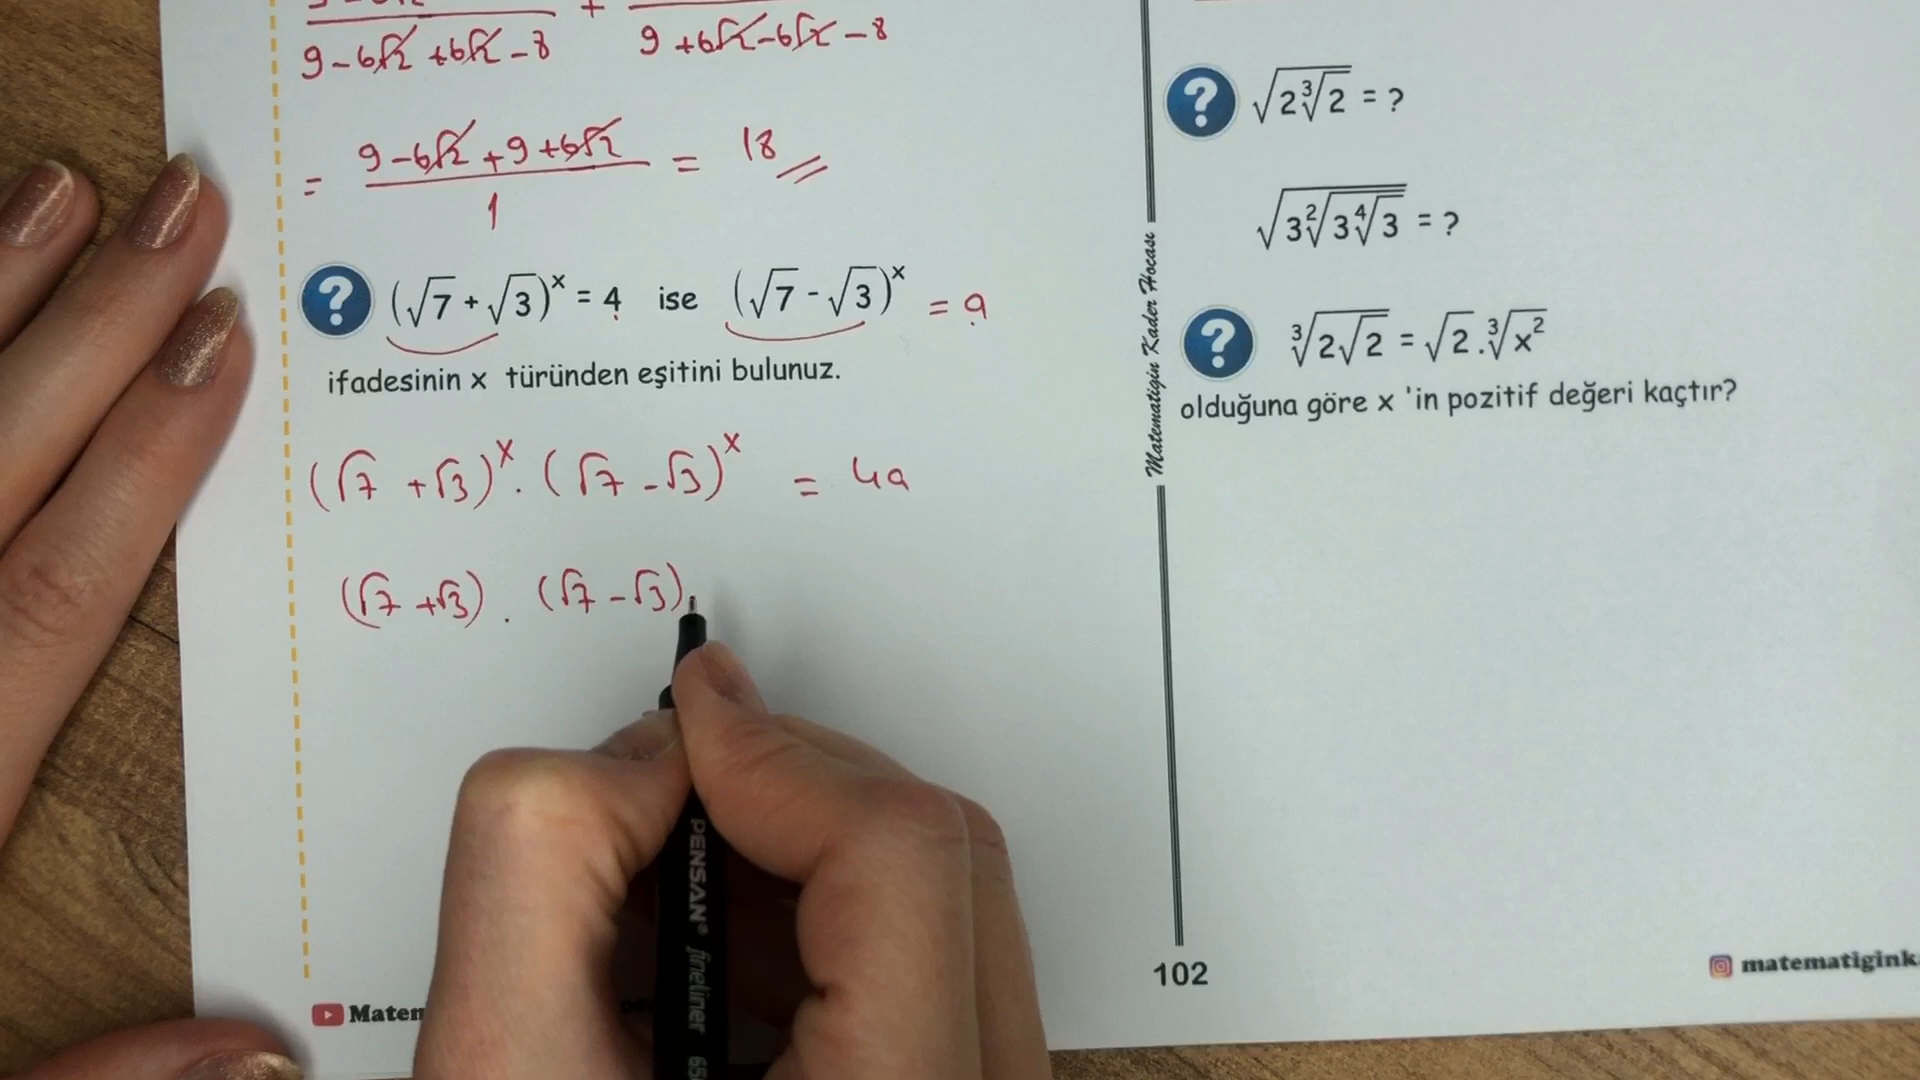 9-6√2 +6√2 -8   9 +6√2 -6√2 -8
= (9-6√2 +9 +6√2)/1 = 18
? (√7 + √3)^x = 4 ise (√7 - √3)^x = a
ifadesinin x türünden eşitini bulunuz.
(√7 +√3)^x . (√7 -√3)^x = 4a
(√7 +√3) . (√7 -√3)
Matematigin Kader Hocası
? √(2∛2) = ?
√(3 ²√(3 ⁴√3)) = ?
? ∛(2√2) = √2 . ∛(x²)
olduğuna göre x 'in pozitif değeri kaçtır?
102
PENSAN® fineliner